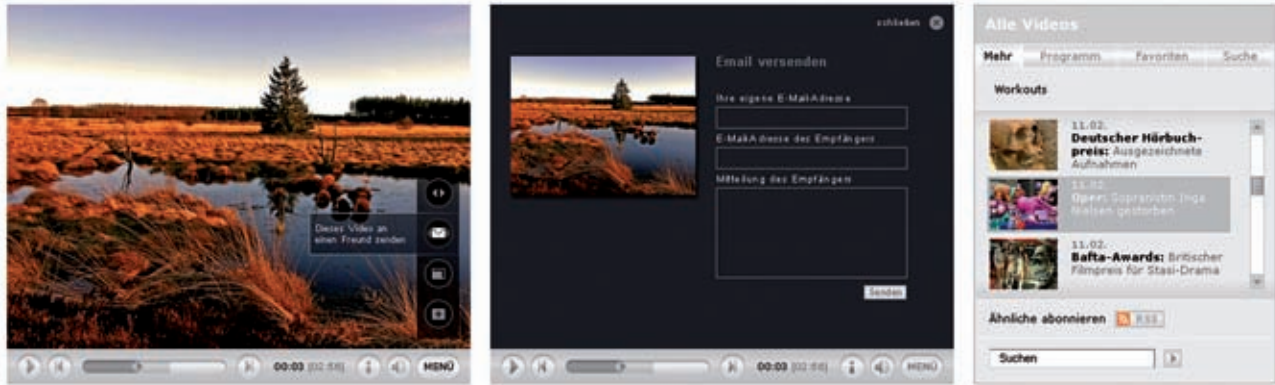 Dieses Video an
einen Freund senden
00:03 [02:58]
MENÜ
schließen
Email versenden
Ihre eigene E-Mail-Adresse
E-Mail-Adresse des Empfängers
Mitteilung des Empfängers
Senden
00:03 [02:58]
MENÜ
Alle Videos
Mehr Programm Favoriten Suche
Workouts
11.02.
Deutscher Hörbuch-
preis: Ausgezeichnete
Aufnahmen
11.02.
Oper: Sopranistin Inga
Nielsen gestorben
11.02.
Bafta-Awards: Britischer
Filmpreis für Stasi-Drama
Ähnliche abonnieren RSS
Suchen